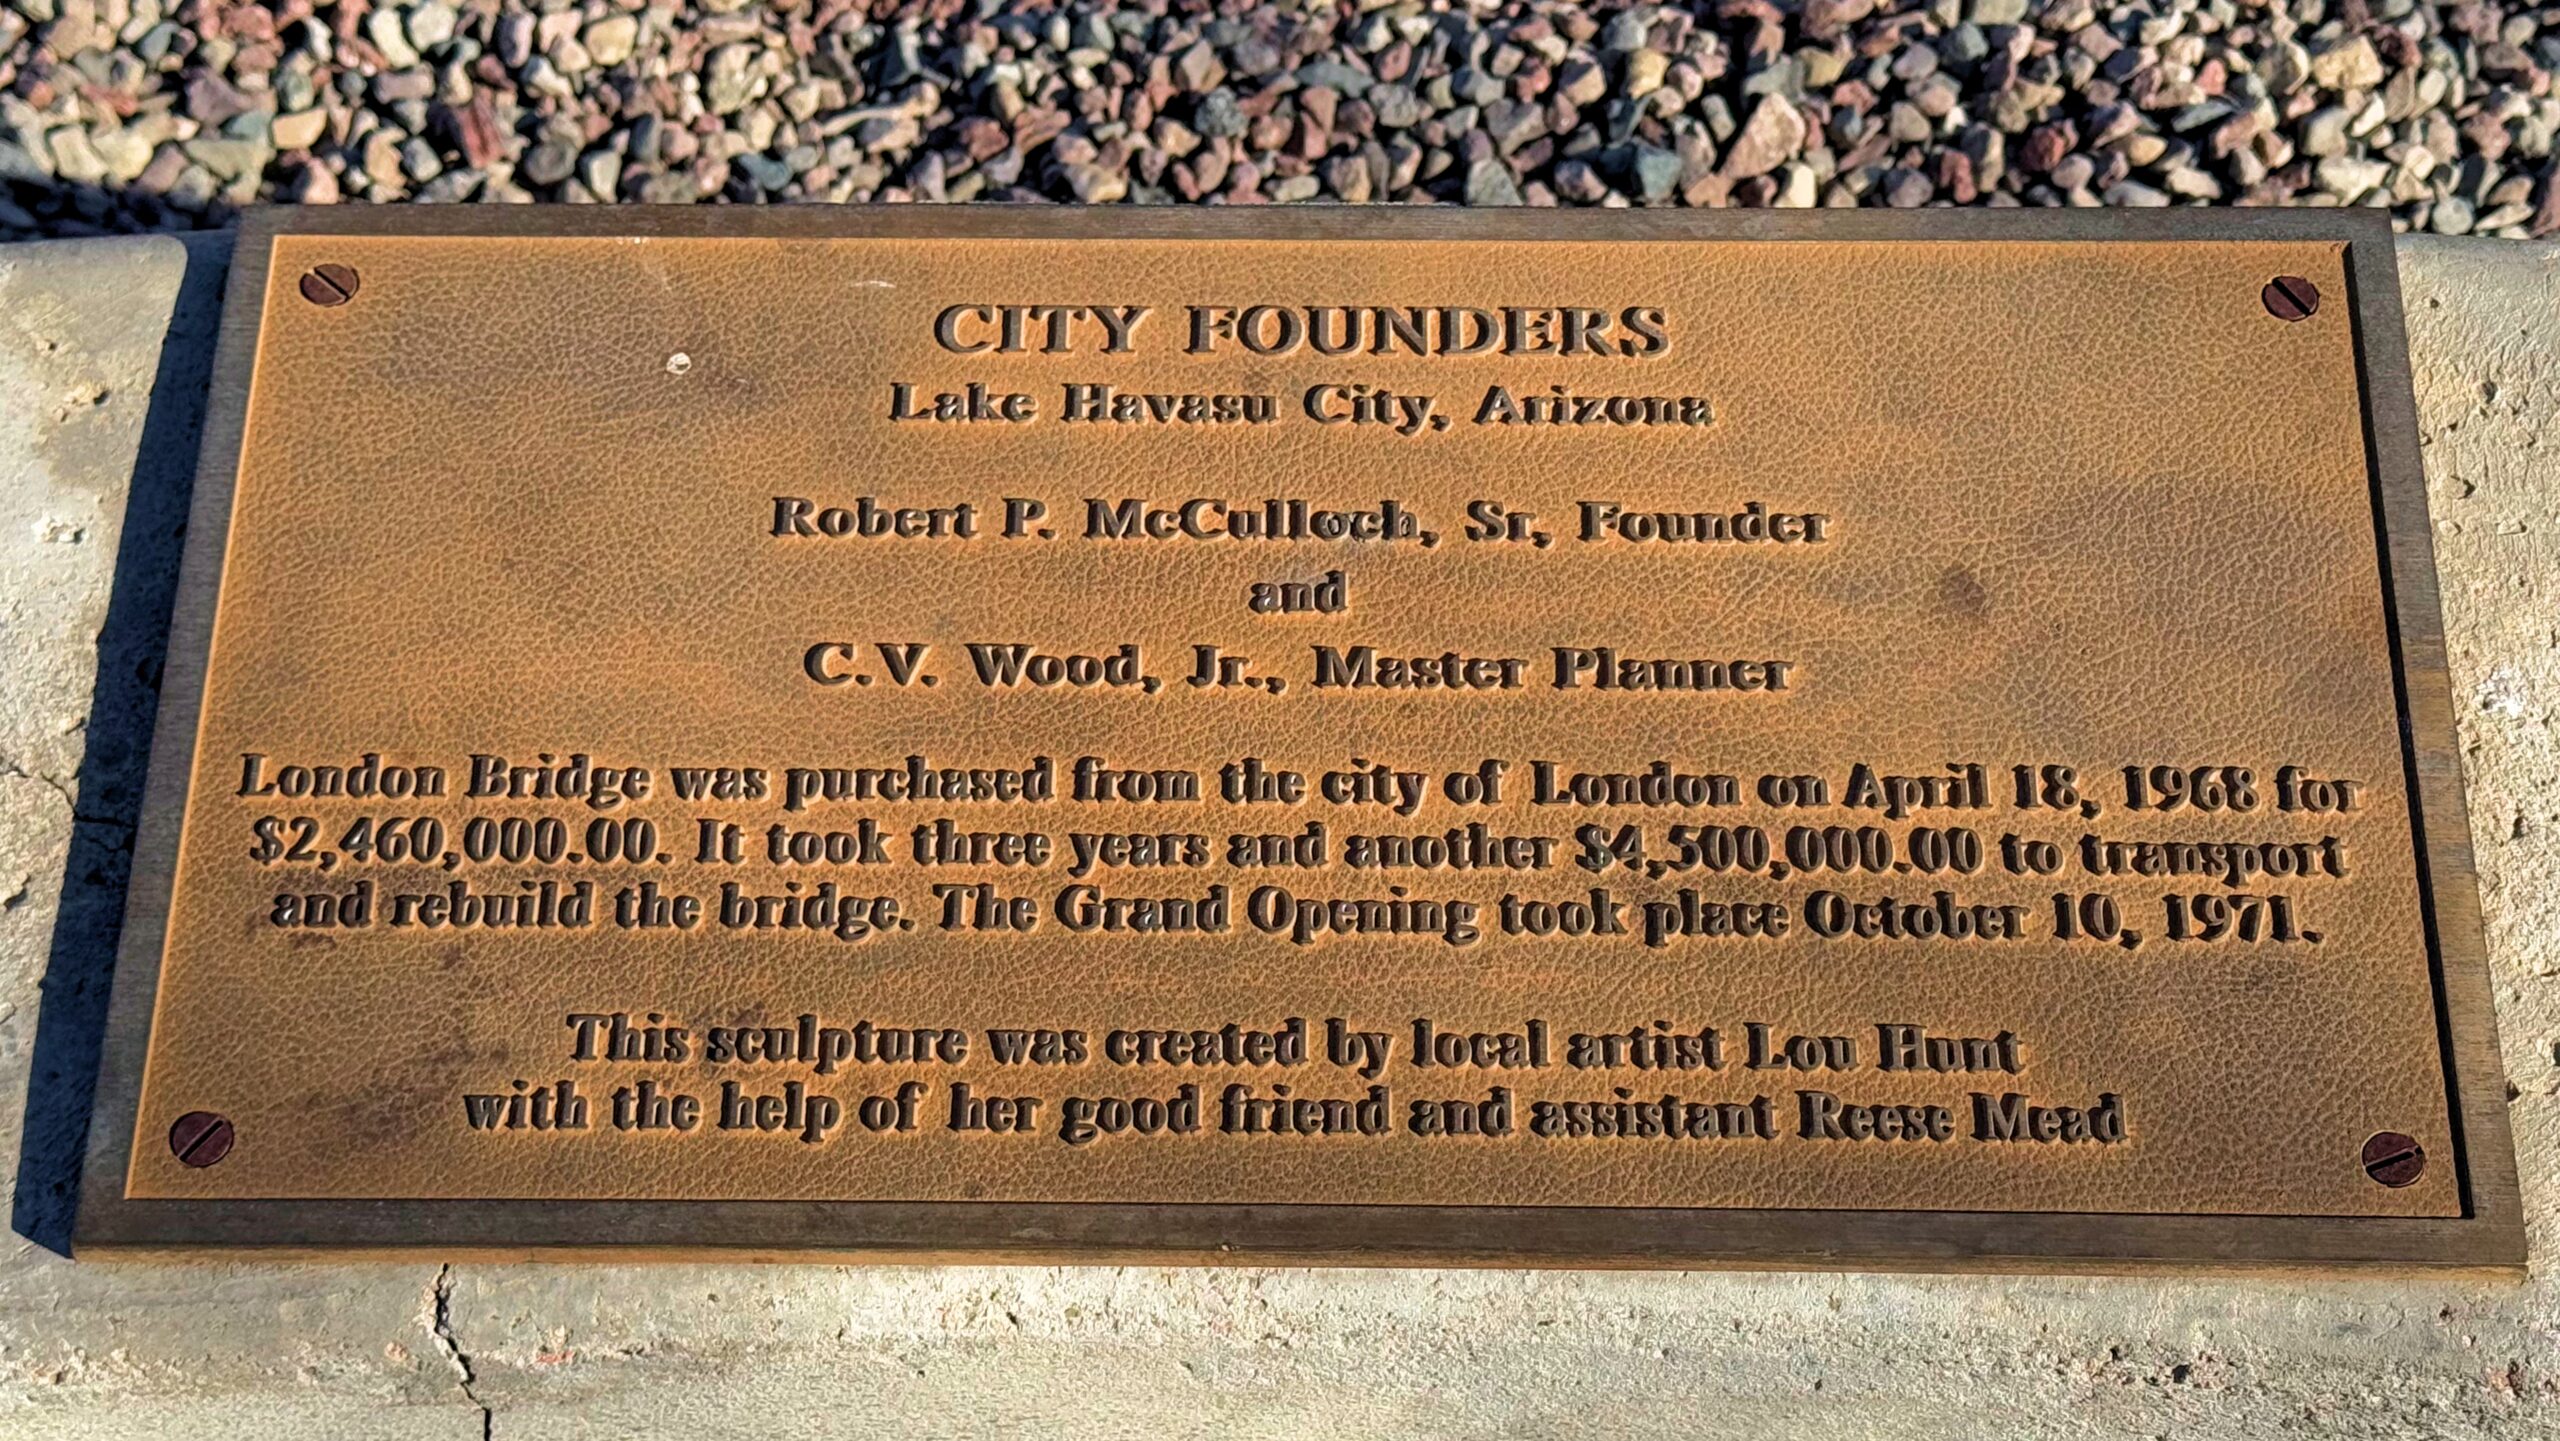 CITY FOUNDERS
Lake Havasu City, Arizona
Robert P. McCulloch, Sr, Founder
and
C.V. Wood, Jr., Master Planner
London Bridge was purchased from the city of London on April 18, 1968 for
$2,460,000.00. It took three years and another $4,500,000.00 to transport
and rebuild the bridge. The Grand Opening took place October 10, 1971.
This sculpture was created by local artist Lou Hunt
with the help of her good friend and assistant Reese Mead